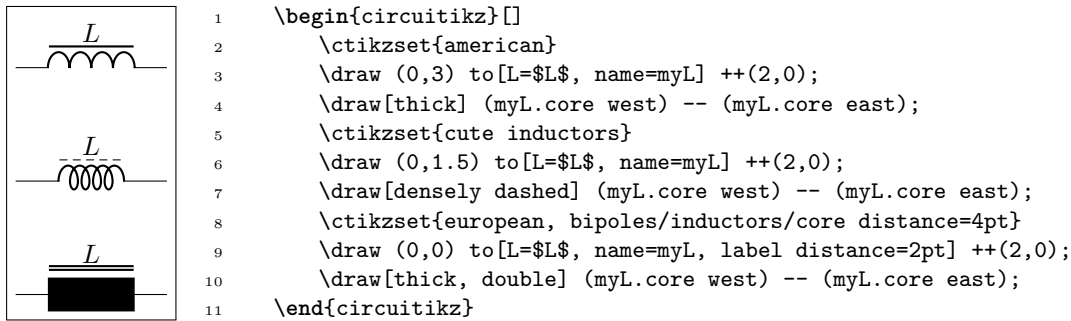 L
L
L
1 \begin{circuitikz}[]
2 \ctikzset{american}
3 \draw (0,3) to[L=$L$, name=myL] ++(2,0);
4 \draw[thick] (myL.core west) -- (myL.core east);
5 \ctikzset{cute inductors}
6 \draw (0,1.5) to[L=$L$, name=myL] ++(2,0);
7 \draw[densely dashed] (myL.core west) -- (myL.core east);
8 \ctikzset{european, bipoles/inductors/core distance=4pt}
9 \draw (0,0) to[L=$L$, name=myL, label distance=2pt] ++(2,0);
10 \draw[thick, double] (myL.core west) -- (myL.core east);
11 \end{circuitikz}